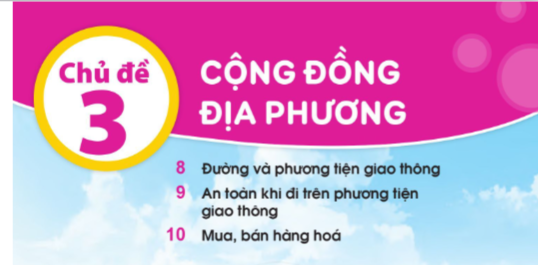 Chủ đề
3
CỘNG ĐỒNG
ĐỊA PHƯƠNG
8 Đường và phương tiện giao thông
9 An toàn khi đi trên phương tiện
giao thông
10 Mua, bán hàng hoá